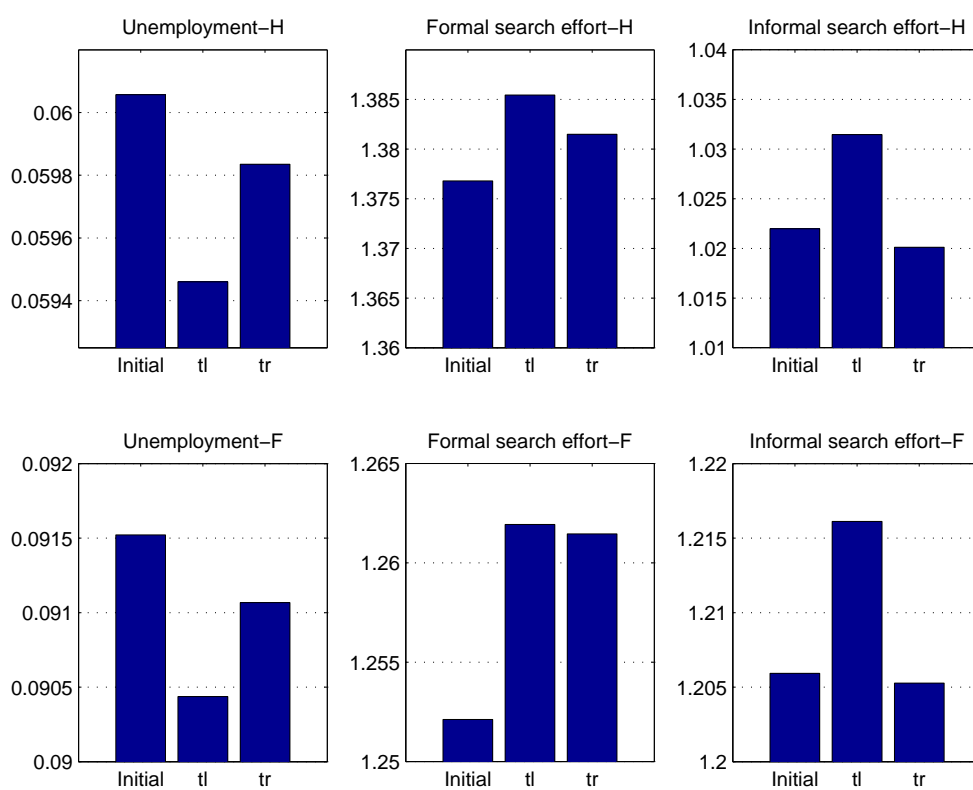 Unemployment−H
0.06
0.0598
0.0596
0.0594
Initial tl tr
Formal search effort−H
1.385
1.38
1.375
1.37
1.365
1.36
Initial tl tr
Informal search effort−H
1.04
1.035
1.03
1.025
1.02
1.015
1.01
Initial tl tr
Unemployment−F
0.092
0.0915
0.091
0.0905
0.09
Initial tl tr
Formal search effort−F
1.265
1.26
1.255
1.25
Initial tl tr
Informal search effort−F
1.22
1.215
1.21
1.205
1.2
Initial tl tr